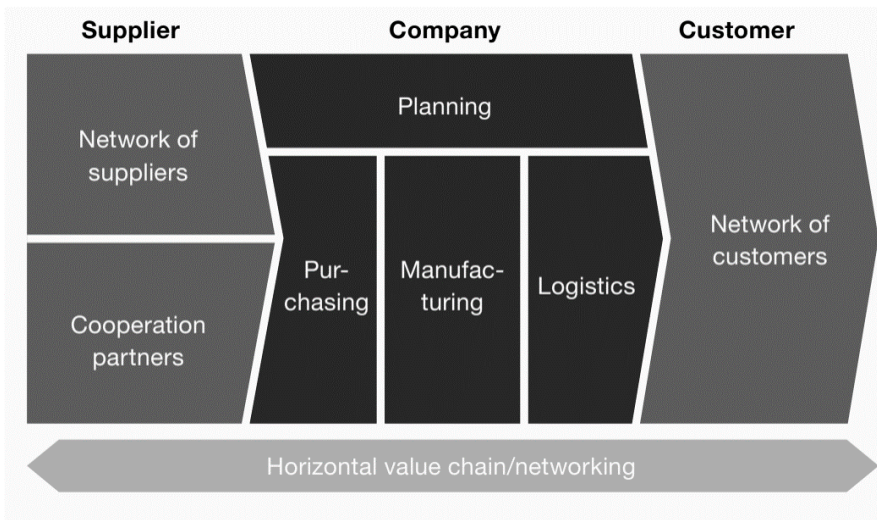 Supplier
Company
Customer
Planning
Network of
suppliers
Cooperation
partners
Pur-
chasing
Manufac-
turing
Logistics
Network of
customers
Horizontal value chain/networking